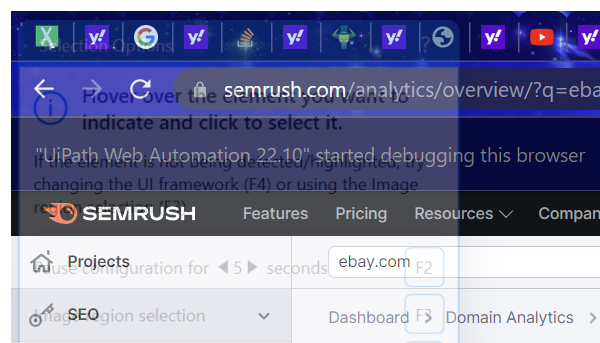 Selection Options ?
semrush.com/analytics/overview/?q=eba
Hover over the element you want to
indicate and click to select it.
"UiPath Web Automation 22.10" started debugging this browser
If the element is not being detected/highlighted, try
changing the UI framework (F4) or using the Image
region selection (F3)
SEMRUSH Features Pricing Resources Compan
Projects
ebay.com
Pause configuration for 5 seconds F2
SEO
Image region selection F3
Dashboard > Domain Analytics >